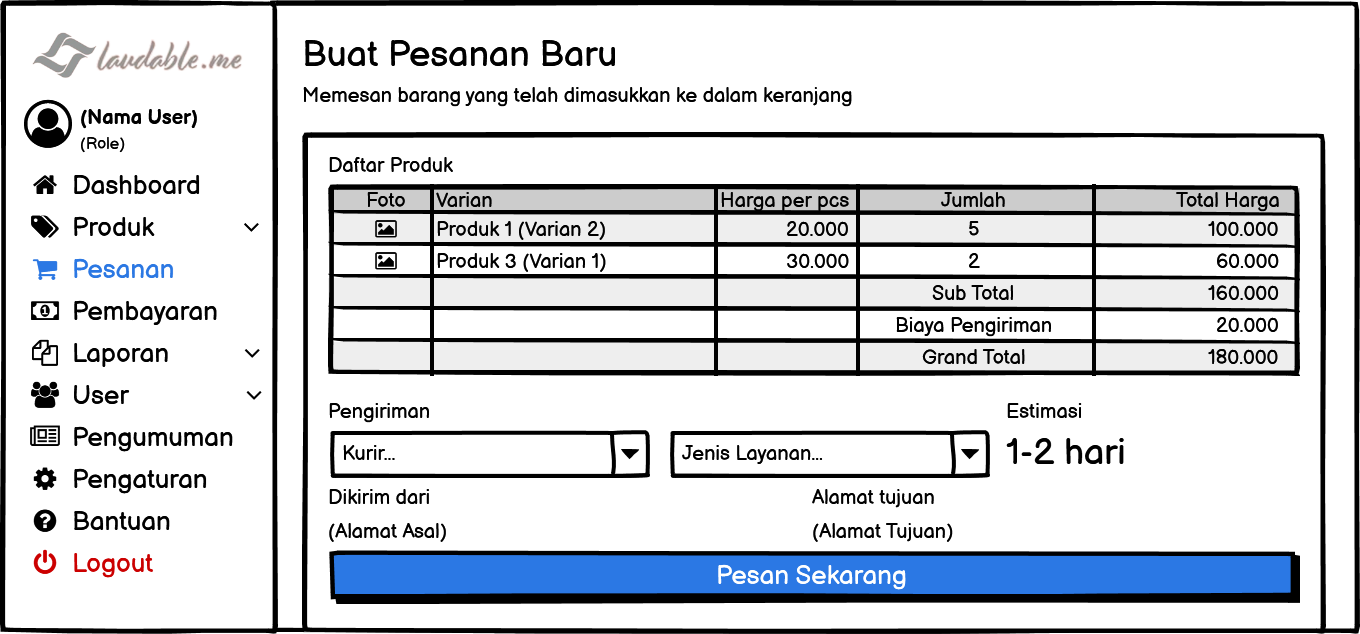 laudable.me
(Nama User)
(Role)
Dashboard
Produk
Pesanan
Pembayaran
Laporan
User
Pengumuman
Pengaturan
Bantuan
Logout
Buat Pesanan Baru
Memesan barang yang telah dimasukkan ke dalam keranjang
Daftar Produk
Foto Varian Harga per pcs Jumlah Total Harga
Produk 1 (Varian 2) 20.000 5 100.000
Produk 3 (Varian 1) 30.000 2 60.000
Sub Total 160.000
Biaya Pengiriman 20.000
Grand Total 180.000
Pengiriman Estimasi
Kurir... Jenis Layanan... 1-2 hari
Dikirim dari Alamat tujuan
(Alamat Asal) (Alamat Tujuan)
Pesan Sekarang